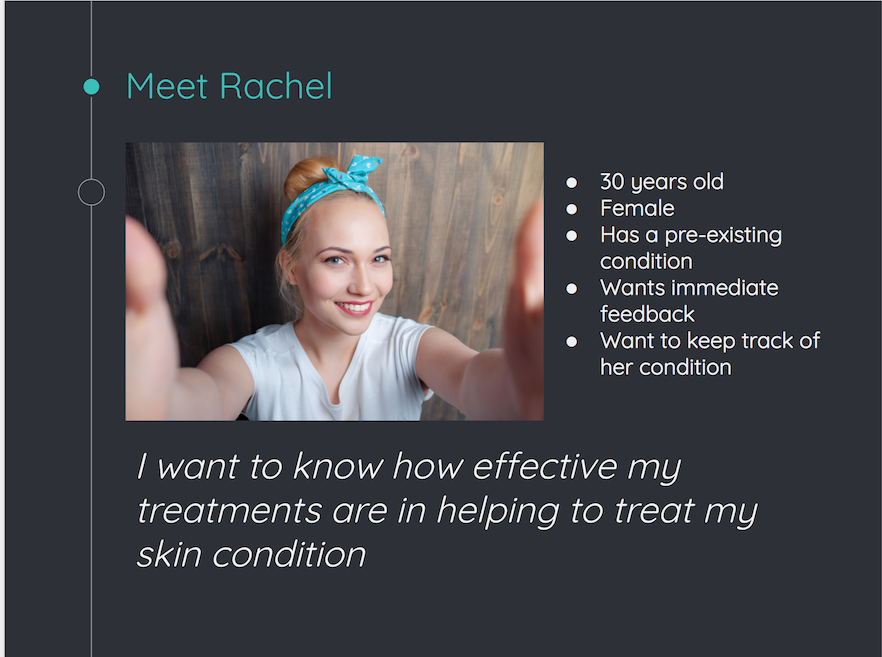 Meet Rachel
● 30 years old
● Female
● Has a pre-existing
condition
● Wants immediate
feedback
● Want to keep track of
her condition
I want to know how effective my
treatments are in helping to treat my
skin condition